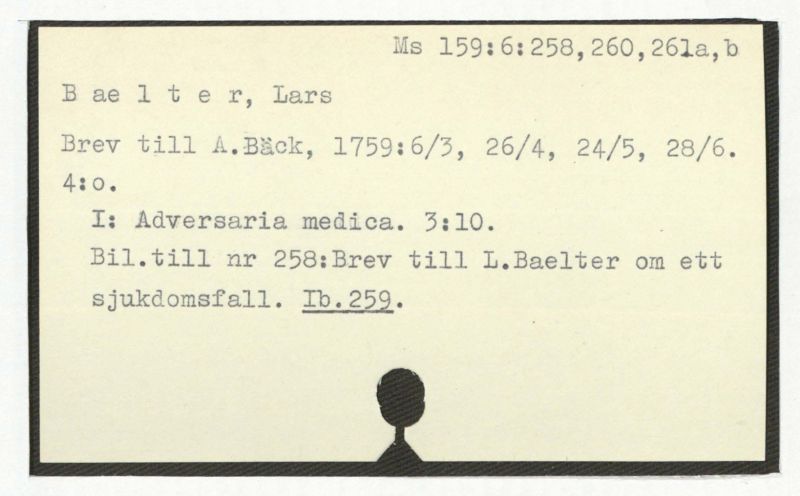 Ms 159:6:258,260,261a,b
B ae l t e r, Lars
Brev till A.Bäck, 1759:6/3, 26/4, 24/5, 28/6.
4:o.
I: Adversaria medica. 3:10.
Bil.till nr 258:Brev till L.Baelter om ett
sjukdomsfall. Ib.259.